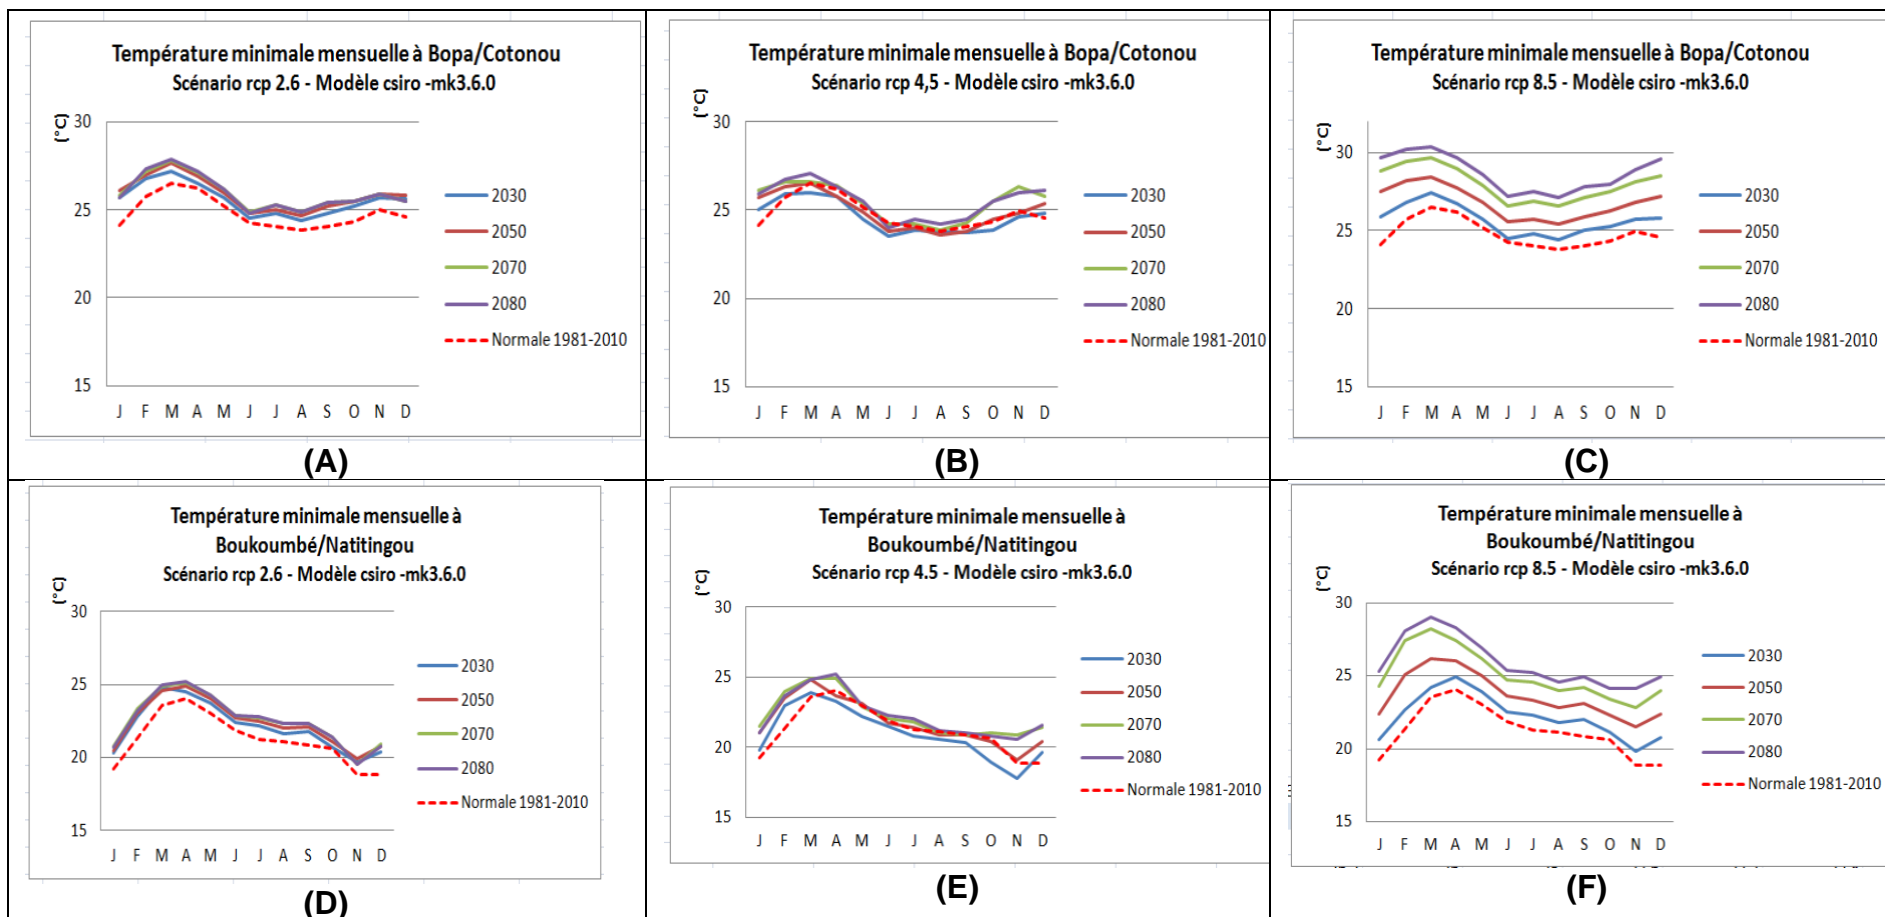 Température minimale mensuelle à Bopa/Cotonou
Scénario rcp 2.6 - Modèle csiro -mk3.6.0
(°C)
30
25
20
15
J F M A M J J A S O N D
2030
2050
2070
2080
Normale 1981-2010
(A)
Température minimale mensuelle à Bopa/Cotonou
Scénario rcp 4,5 - Modèle csiro -mk3.6.0
(°C)
30
25
20
15
J F M A M J J A S O N D
2030
2050
2070
2080
Normale 1981-2010
(B)
Température minimale mensuelle à Bopa/Cotonou
Scénario rcp 8.5 - Modèle csiro -mk3.6.0
(°C)
30
25
20
15
J F M A M J J A S O N D
2030
2050
2070
2080
Normale 1981-2010
(C)
Température minimale mensuelle à
Boukoumbé/Natitingou
Scénario rcp 2.6 - Modèle csiro -mk3.6.0
(°C)
30
25
20
15
J F M A M J J A S O N D
2030
2050
2070
2080
Normale 1981-2010
(D)
Température minimale mensuelle à
Boukoumbé/Natitingou
Scénario rcp 4.5 - Modèle csiro -mk3.6.0
(°C)
30
25
20
15
J F M A M J J A S O N D
2030
2050
2070
2080
Normale 1981-2010
(E)
Température minimale mensuelle à
Boukoumbé/Natitingou
Scénario rcp 8.5 - Modèle csiro -mk3.6.0
(°C)
30
25
20
15
J F M A M J J A S O N D
2030
2050
2070
2080
Normale 1981-2010
(F)